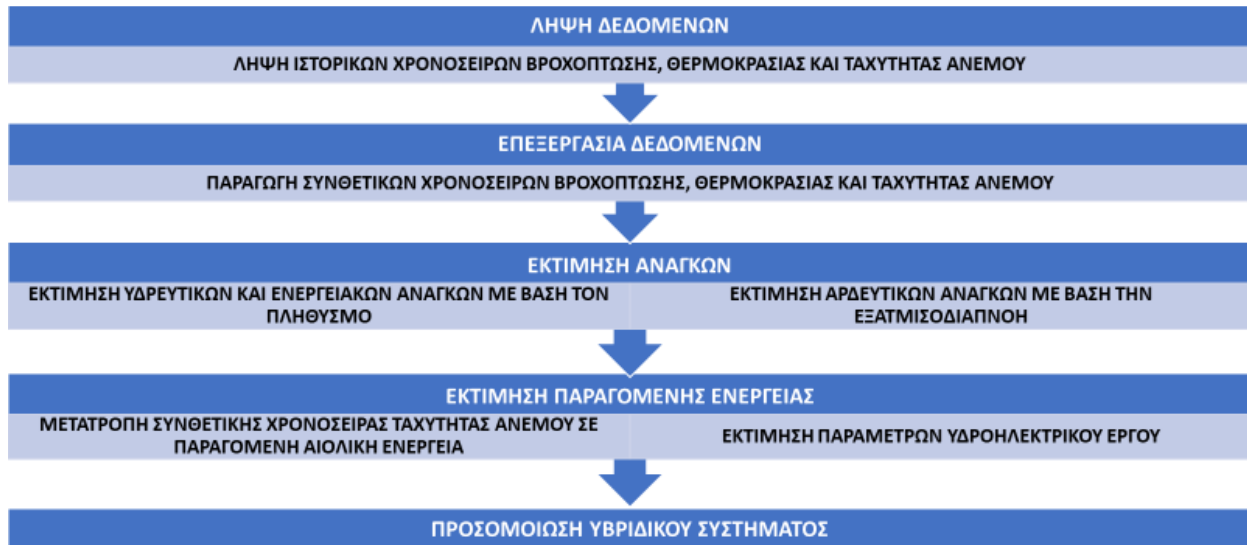 ΛΗΨΗ ΔΕΔΟΜΕΝΩΝ
ΛΗΨΗ ΙΣΤΟΡΙΚΩΝ ΧΡΟΝΟΣΕΙΡΩΝ ΒΡΟΧΟΠΤΩΣΗΣ, ΘΕΡΜΟΚΡΑΣΙΑΣ ΚΑΙ ΤΑΧΥΤΗΤΑΣ ΑΝΕΜΟΥ
ΕΠΕΞΕΡΓΑΣΙΑ ΔΕΔΟΜΕΝΩΝ
ΠΑΡΑΓΩΓΗ ΣΥΝΘΕΤΙΚΩΝ ΧΡΟΝΟΣΕΙΡΩΝ ΒΡΟΧΟΠΤΩΣΗΣ, ΘΕΡΜΟΚΡΑΣΙΑΣ ΚΑΙ ΤΑΧΥΤΗΤΑΣ ΑΝΕΜΟΥ
ΕΚΤΙΜΗΣΗ ΑΝΑΓΚΩΝ
ΕΚΤΙΜΗΣΗ ΥΔΡΕΥΤΙΚΩΝ ΚΑΙ ΕΝΕΡΓΕΙΑΚΩΝ ΑΝΑΓΚΩΝ ΜΕ ΒΑΣΗ ΤΟΝ
ΠΛΗΘΥΣΜΟ
ΕΚΤΙΜΗΣΗ ΑΡΔΕΥΤΙΚΩΝ ΑΝΑΓΚΩΝ ΜΕ ΒΑΣΗ ΤΗΝ
ΕΞΑΤΜΙΣΟΔΙΑΠΝΟΗ
ΕΚΤΙΜΗΣΗ ΠΑΡΑΓΟΜΕΝΗΣ ΕΝΕΡΓΕΙΑΣ
ΜΕΤΑΤΡΟΠΗ ΣΥΝΘΕΤΙΚΗΣ ΧΡΟΝΟΣΕΙΡΑΣ ΤΑΧΥΤΗΤΑΣ ΑΝΕΜΟΥ ΣΕ
ΠΑΡΑΓΟΜΕΝΗ ΑΙΟΛΙΚΗ ΕΝΕΡΓΕΙΑ
ΕΚΤΙΜΗΣΗ ΠΑΡΑΜΕΤΡΩΝ ΥΔΡΟΗΛΕΚΤΡΙΚΟΥ ΕΡΓΟΥ
ΠΡΟΣΟΜΟΙΩΣΗ ΥΒΡΙΔΙΚΟΥ ΣΥΣΤΗΜΑΤΟΣ